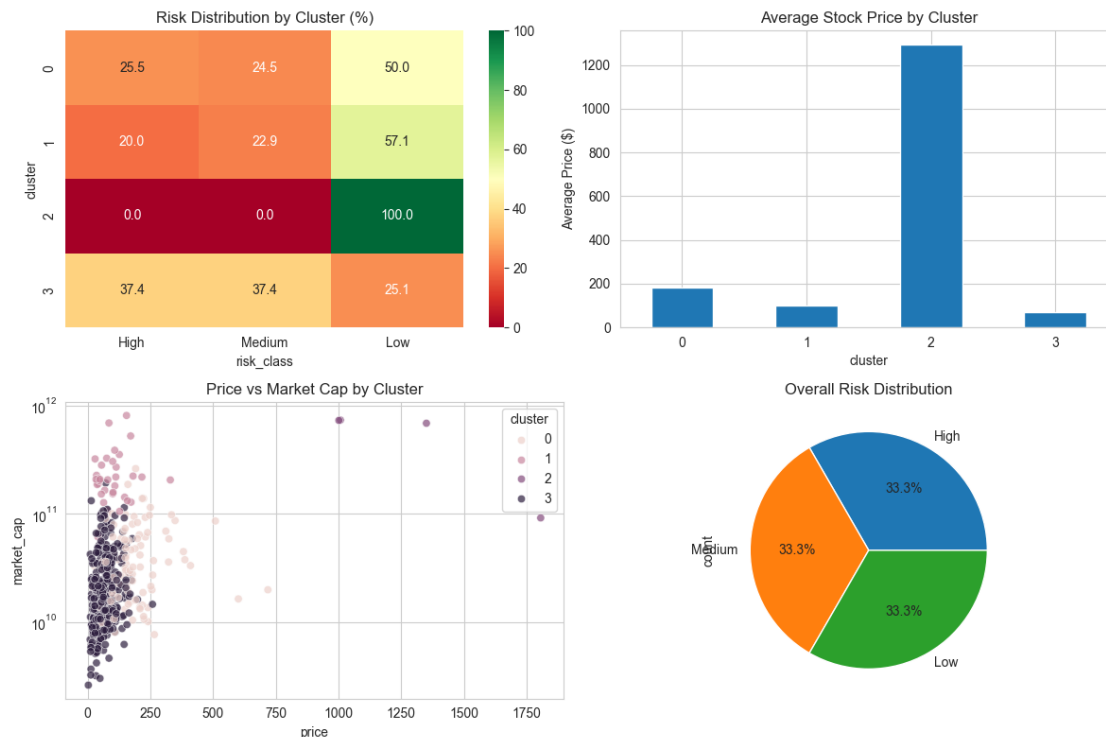 Risk Distribution by Cluster (%)
cluster
0
1
2
3
25.5 24.5 50.0
20.0 22.9 57.1
0.0 0.0 100.0
37.4 37.4 25.1
High Medium Low
risk_class
100
80
60
40
20
0
Average Stock Price by Cluster
Average Price ($)
1200
1000
800
600
400
200
0
0 1 2 3
cluster
Price vs Market Cap by Cluster
market_cap
10^12
10^11
10^10
cluster
0
1
2
3
0 250 500 750 1000 1250 1500 1750
price
Overall Risk Distribution
count
High
33.3%
Medium
33.3%
Low
33.3%